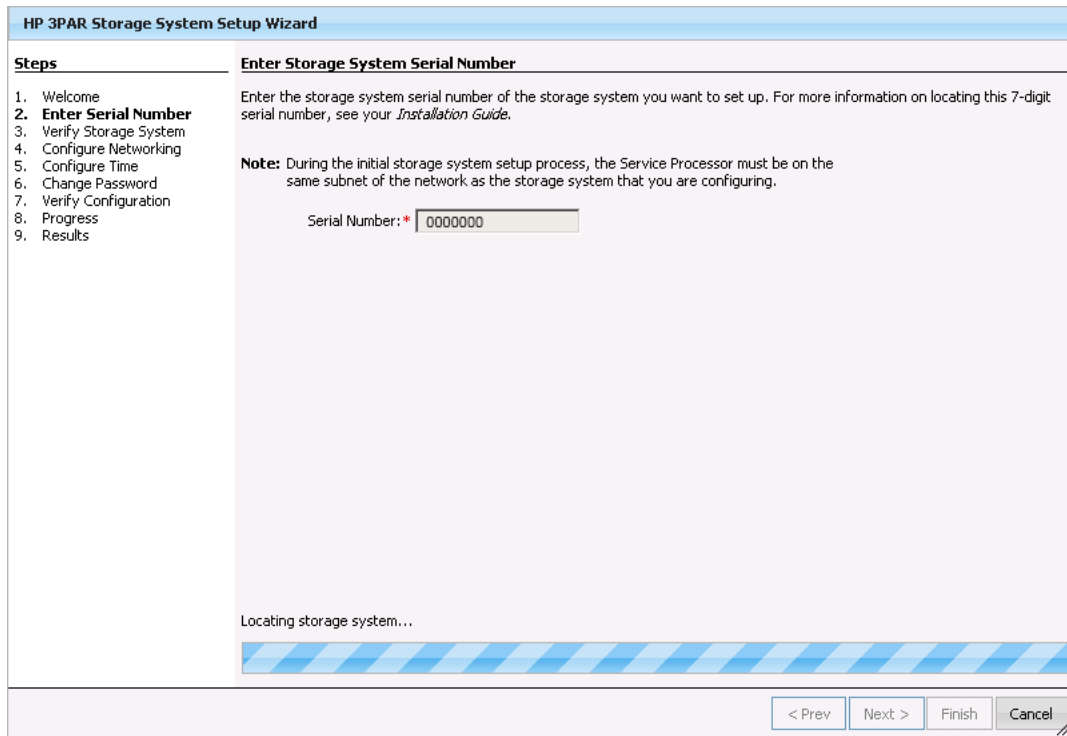 HP 3PAR Storage System Setup Wizard
Steps
1. Welcome
2. Enter Serial Number
3. Verify Storage System
4. Configure Networking
5. Configure Time
6. Change Password
7. Verify Configuration
8. Progress
9. Results
Enter Storage System Serial Number
Enter the storage system serial number of the storage system you want to set up. For more information on locating this 7-digit
serial number, see your Installation Guide.
Note: During the initial storage system setup process, the Service Processor must be on the
same subnet of the network as the storage system that you are configuring.
Serial Number:* 0000000
Locating storage system...
< Prev Next > Finish Cancel